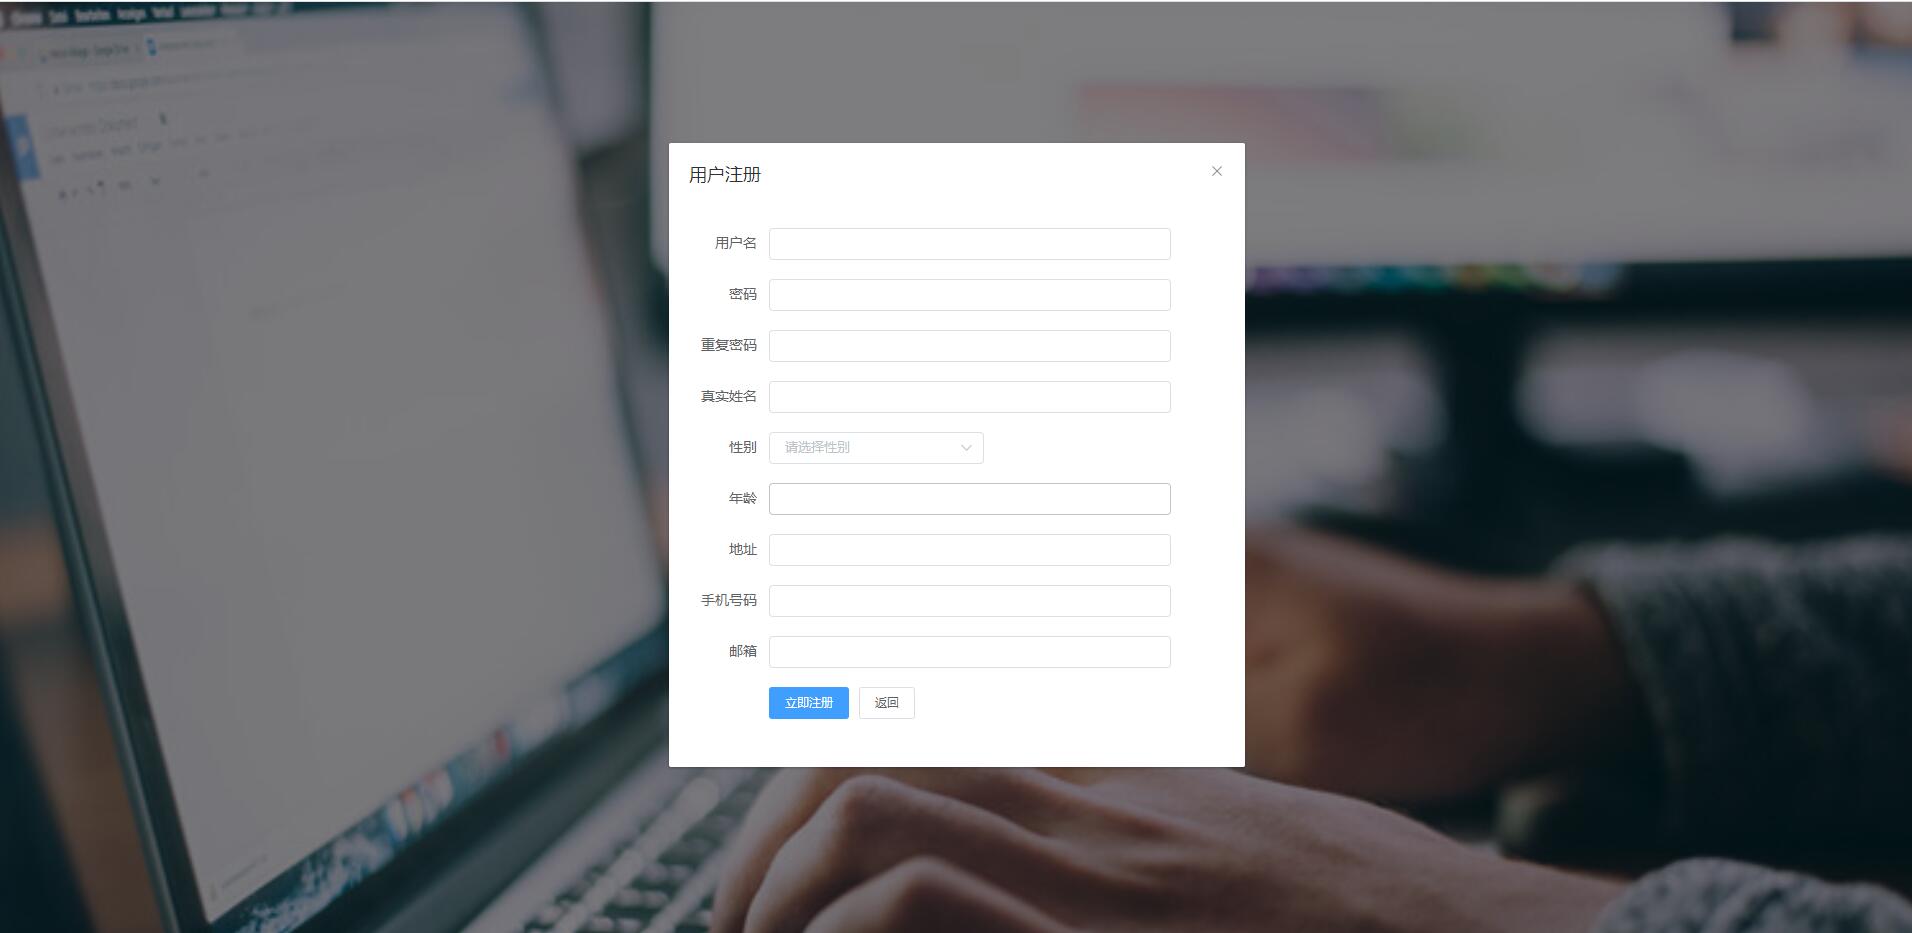 用户注册
用户名
密码
重复密码
真实姓名
性别 请选择性别
年龄
地址
手机号码
邮箱
立即注册 返回